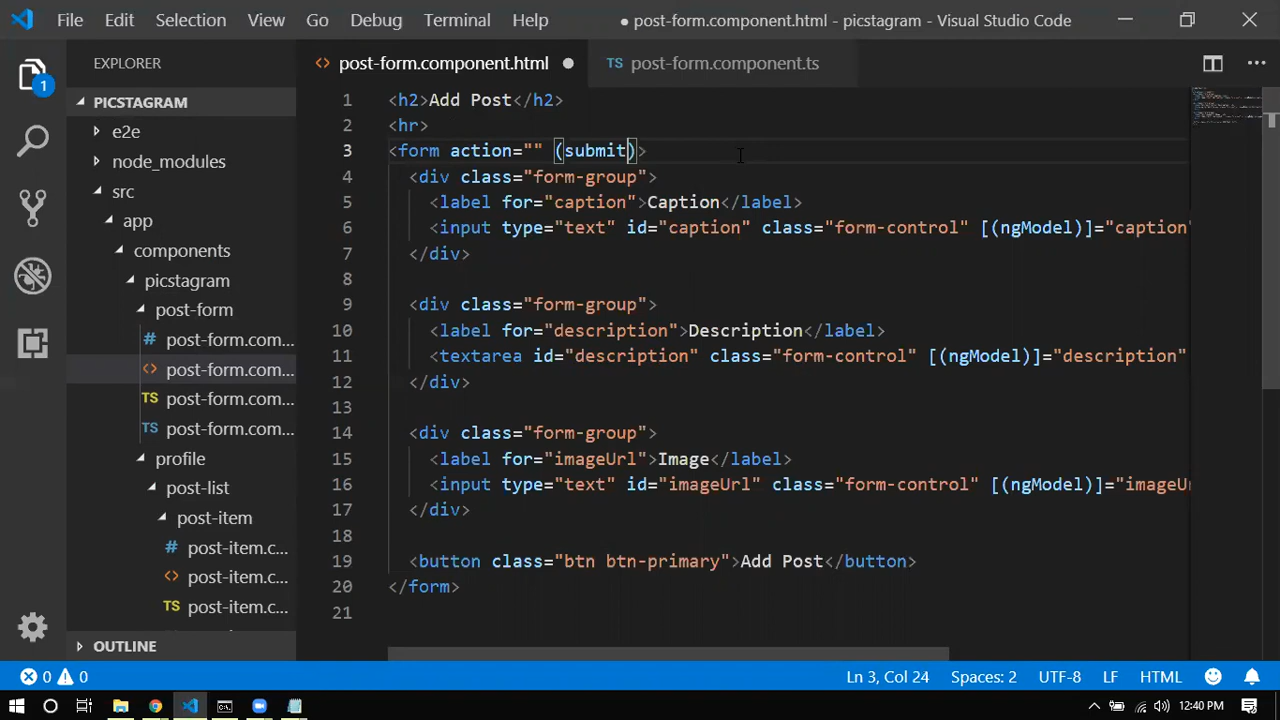 File Edit Selection View Go Debug Terminal Help ● post-form.component.html - picstagram - Visual Studio Code
EXPLORER
1
PICSTAGRAM
e2e
node_modules
src
app
components
picstagram
post-form
post-form.com...
post-form.com...
post-form.com...
post-form.com...
profile
post-list
post-item
post-item.c...
post-item.c...
post-item.c...
OUTLINE
post-form.component.html ● TS post-form.component.ts
1 <h2>Add Post</h2>
2 <hr>
3 <form action="" (submit)>
4 <div class="form-group">
5 <label for="caption">Caption</label>
6 <input type="text" id="caption" class="form-control" [(ngModel)]="caption"
7 </div>
8
9 <div class="form-group">
10 <label for="description">Description</label>
11 <textarea id="description" class="form-control" [(ngModel)]="description"
12 </div>
13
14 <div class="form-group">
15 <label for="imageUrl">Image</label>
16 <input type="text" id="imageUrl" class="form-control" [(ngModel)]="imageUr
17 </div>
18
19 <button class="btn btn-primary">Add Post</button>
20 </form>
21
0 0 Ln 3, Col 24 Spaces: 2 UTF-8 LF HTML
12:40 PM